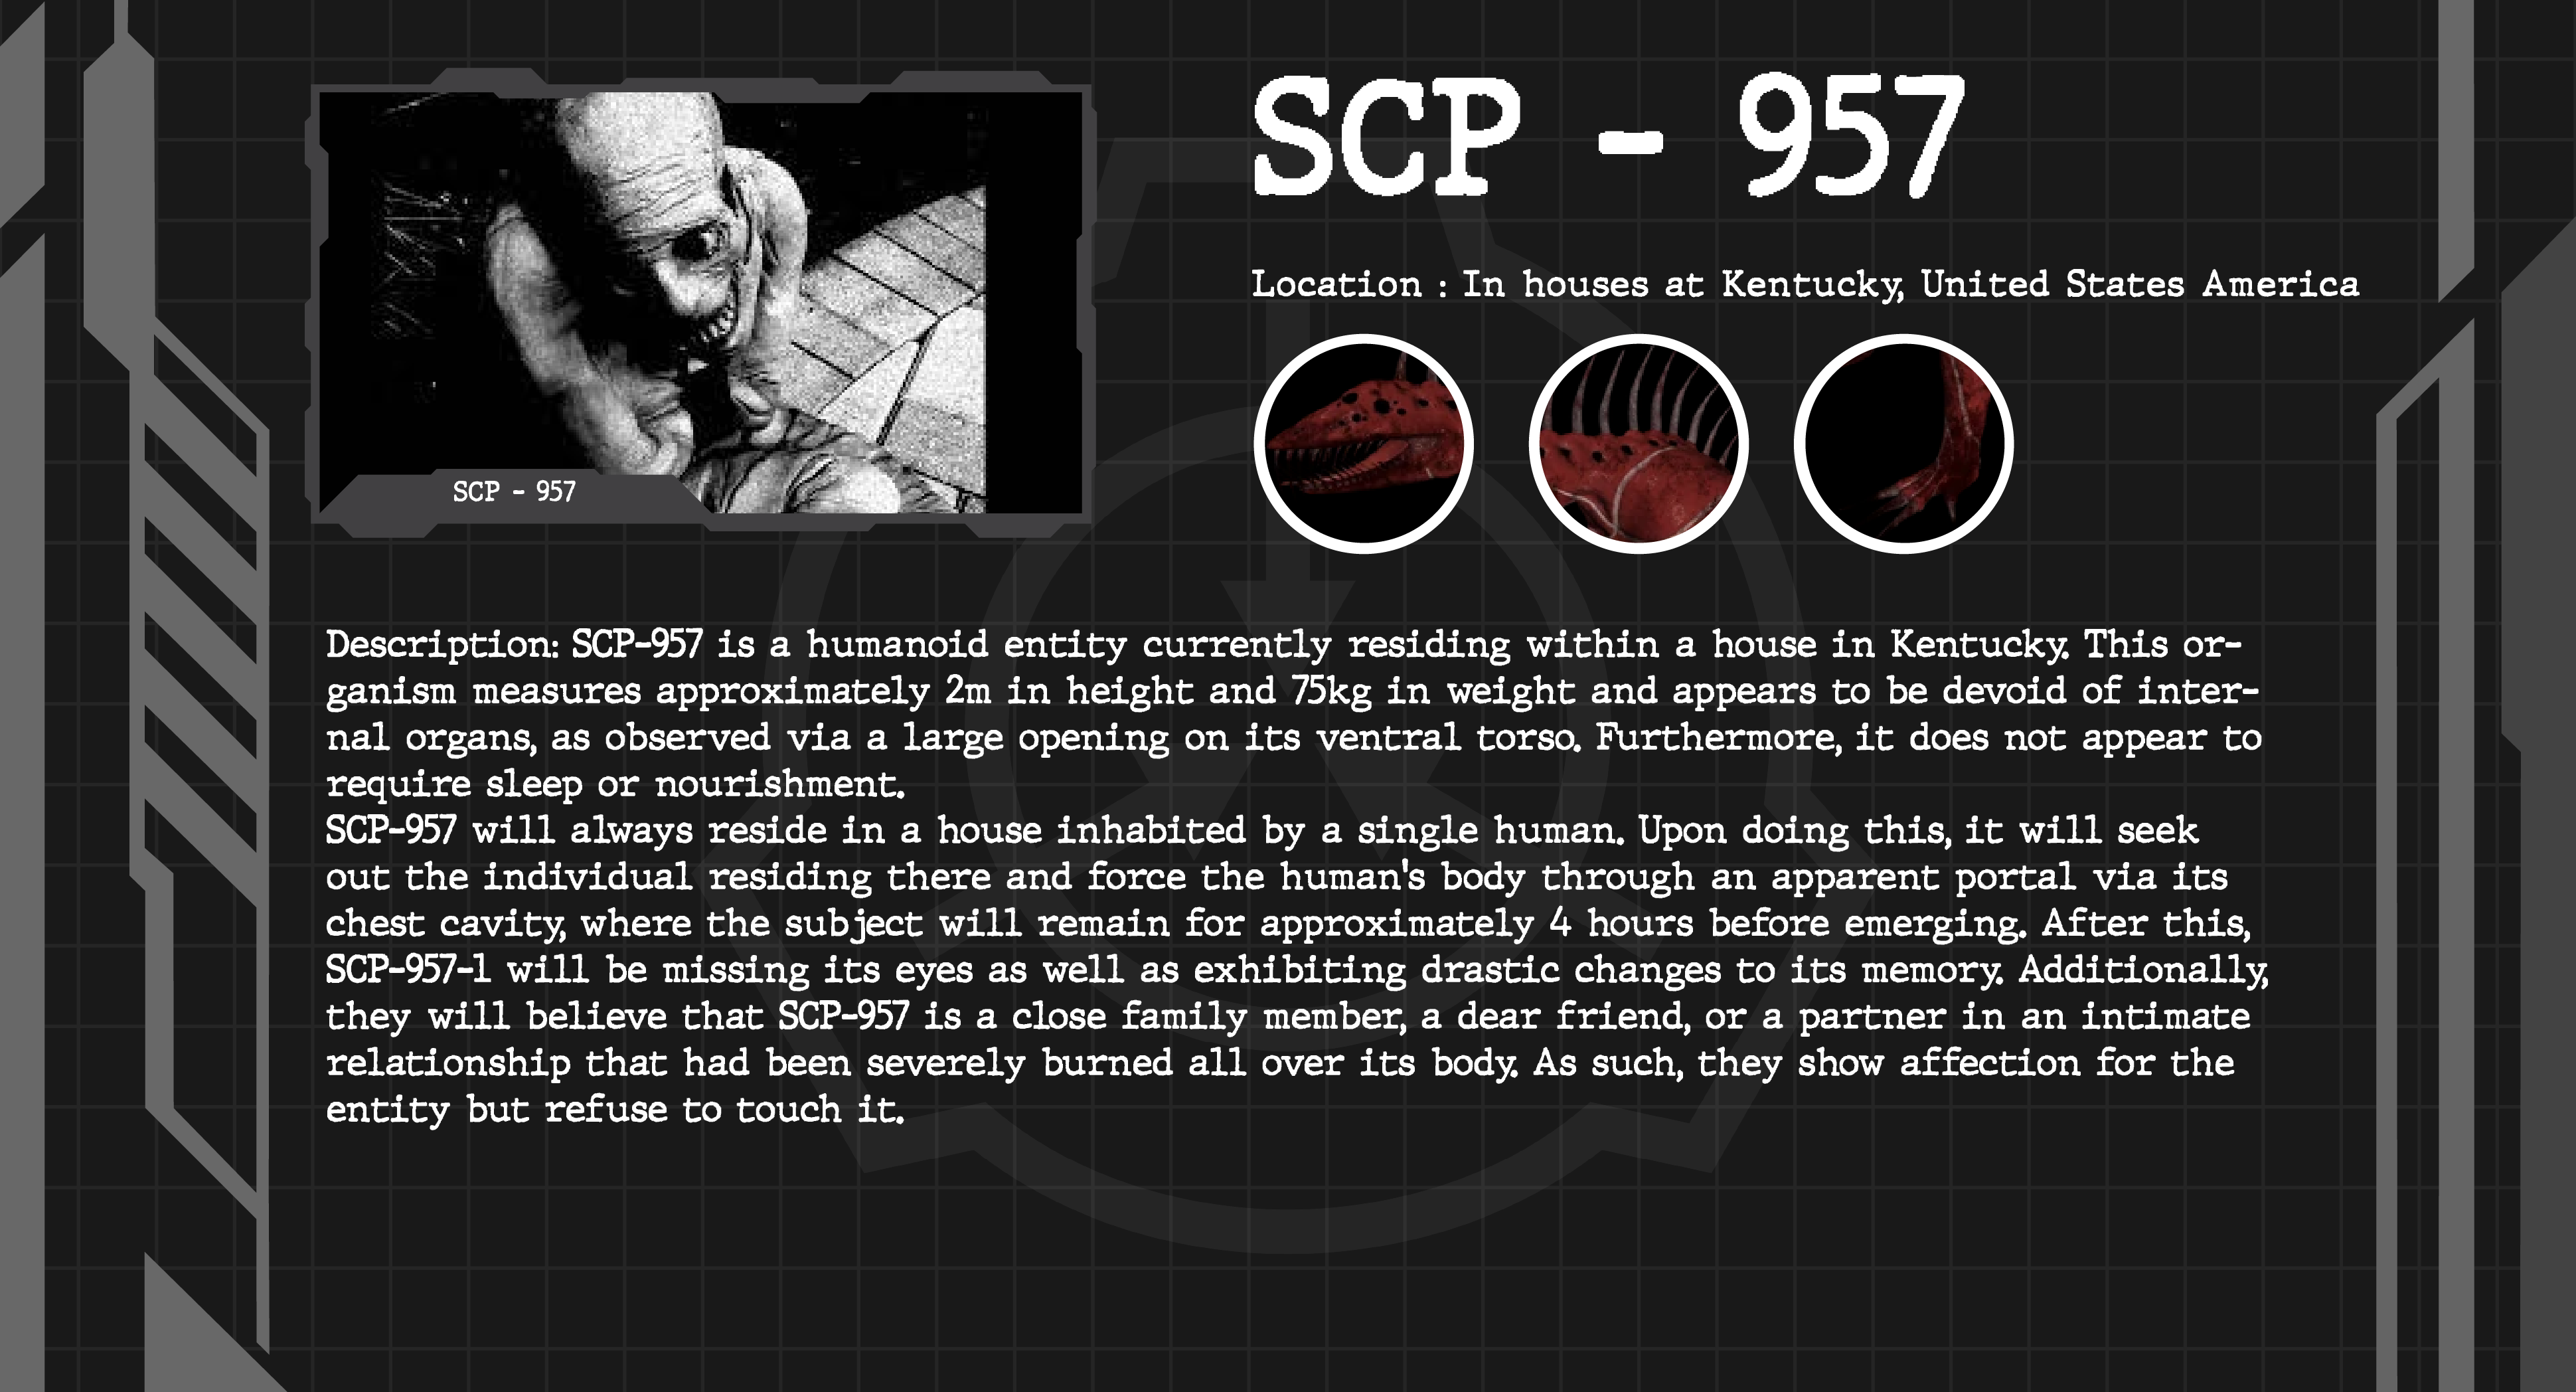 SCP - 957
Location : In houses at Kentucky, United States America
SCP - 957
Description: SCP-957 is a humanoid entity currently residing within a house in Kentucky. This or-
ganism measures approximately 2m in height and 75kg in weight and appears to be devoid of inter-
nal organs, as observed via a large opening on its ventral torso. Furthermore, it does not appear to
require sleep or nourishment.
SCP-957 will always reside in a house inhabited by a single human. Upon doing this, it will seek
out the individual residing there and force the human's body through an apparent portal via its
chest cavity, where the subject will remain for approximately 4 hours before emerging. After this,
SCP-957-1 will be missing its eyes as well as exhibiting drastic changes to its memory. Additionally,
they will believe that SCP-957 is a close family member, a dear friend, or a partner in an intimate
relationship that had been severely burned all over its body. As such, they show affection for the
entity but refuse to touch it.